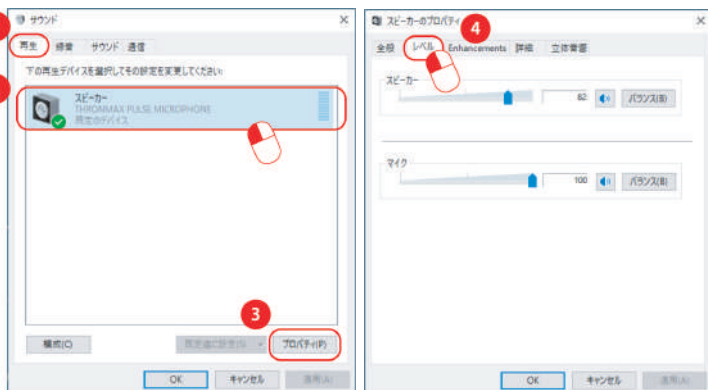 サウンド
再生 録音 サウンド 通信
下の再生デバイスを選択してその設定を変更してください:
スピーカー
THRONMAX PULSE MICROPHONE
既定のデバイス
3
構成(C) 既定値に設定(S) プロパティ(P)
OK キャンセル 適用(A)
スピーカーのプロパティ
4
全般 レベル Enhancements 詳細 立体音響
スピーカー
62 バランス(B)
マイク
100 バランス(B)
OK キャンセル 適用(A)